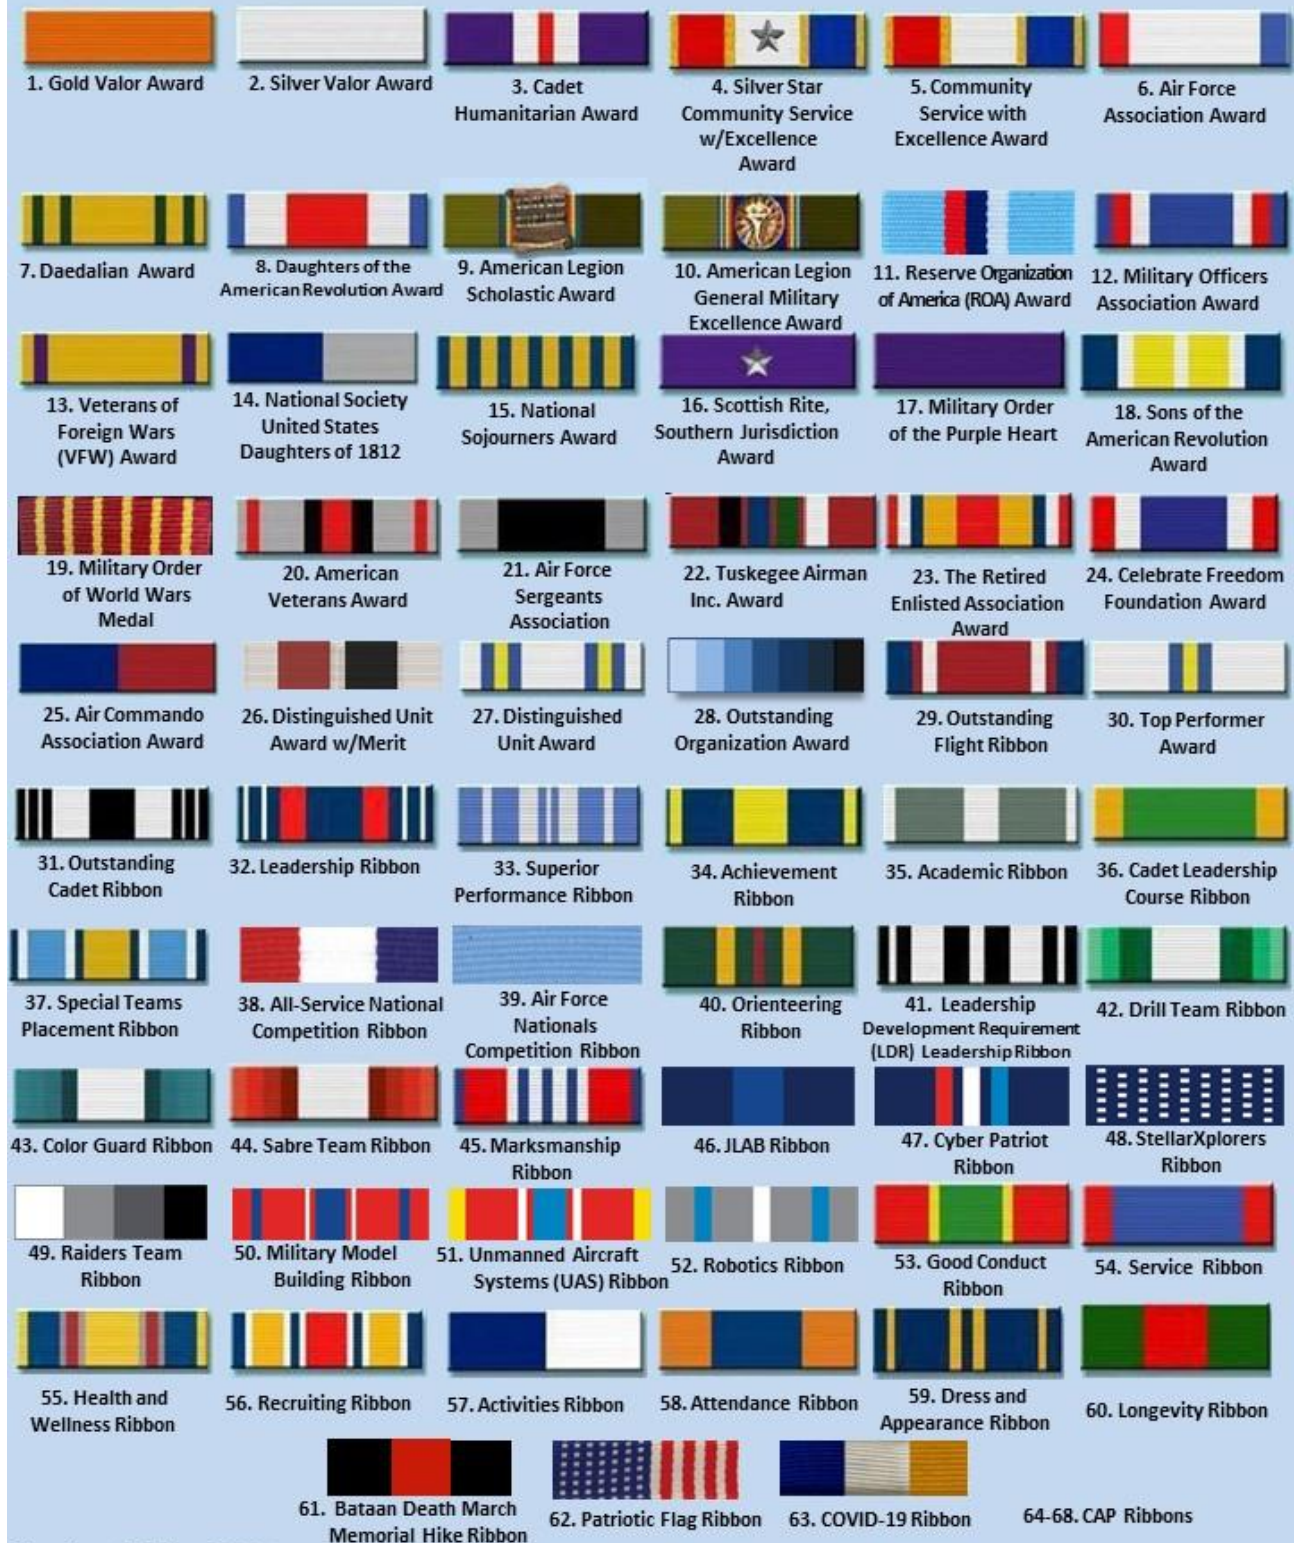 1. Gold Valor Award
2. Silver Valor Award
3. Cadet
Humanitarian Award
4. Silver Star
Community Service
w/Excellence
Award
5. Community
Service with
Excellence Award
6. Air Force
Association Award
7. Daedalian Award
8. Daughters of the
American Revolution Award
9. American Legion
Scholastic Award
10. American Legion
General Military
Excellence Award
11. Reserve Organization
of America (ROA) Award
12. Military Officers
Association Award
13. Veterans of
Foreign Wars
(VFW) Award
14. National Society
United States
Daughters of 1812
15. National
Sojourners Award
16. Scottish Rite,
Southern Jurisdiction
Award
17. Military Order
of the Purple Heart
18. Sons of the
American Revolution
Award
19. Military Order
of World Wars
Medal
20. American
Veterans Award
21. Air Force
Sergeants
Association
22. Tuskegee Airman
Inc. Award
23. The Retired
Enlisted Association
Award
24. Celebrate Freedom
Foundation Award
25. Air Commando
Association Award
26. Distinguished Unit
Award w/Merit
27. Distinguished
Unit Award
28. Outstanding
Organization Award
29. Outstanding
Flight Ribbon
30. Top Performer
Award
31. Outstanding
Cadet Ribbon
32. Leadership Ribbon
33. Superior
Performance Ribbon
34. Achievement
Ribbon
35. Academic Ribbon
36. Cadet Leadership
Course Ribbon
37. Special Teams
Placement Ribbon
38. All-Service National
Competition Ribbon
39. Air Force
Nationals
Competition Ribbon
40. Orienteering
Ribbon
41. Leadership
Development Requirement
(LDR) Leadership Ribbon
42. Drill Team Ribbon
43. Color Guard Ribbon
44. Sabre Team Ribbon
45. Marksmanship
Ribbon
46. JLAB Ribbon
47. Cyber Patriot
Ribbon
48. StellarXplorers
Ribbon
49. Raiders Team
Ribbon
50. Military Model
Building Ribbon
51. Unmanned Aircraft
Systems (UAS) Ribbon
52. Robotics Ribbon
53. Good Conduct
Ribbon
54. Service Ribbon
55. Health and
Wellness Ribbon
56. Recruiting Ribbon
57. Activities Ribbon
58. Attendance Ribbon
59. Dress and
Appearance Ribbon
60. Longevity Ribbon
61. Bataan Death March
Memorial Hike Ribbon
62. Patriotic Flag Ribbon
63. COVID-19 Ribbon
64-68. CAP Ribbons